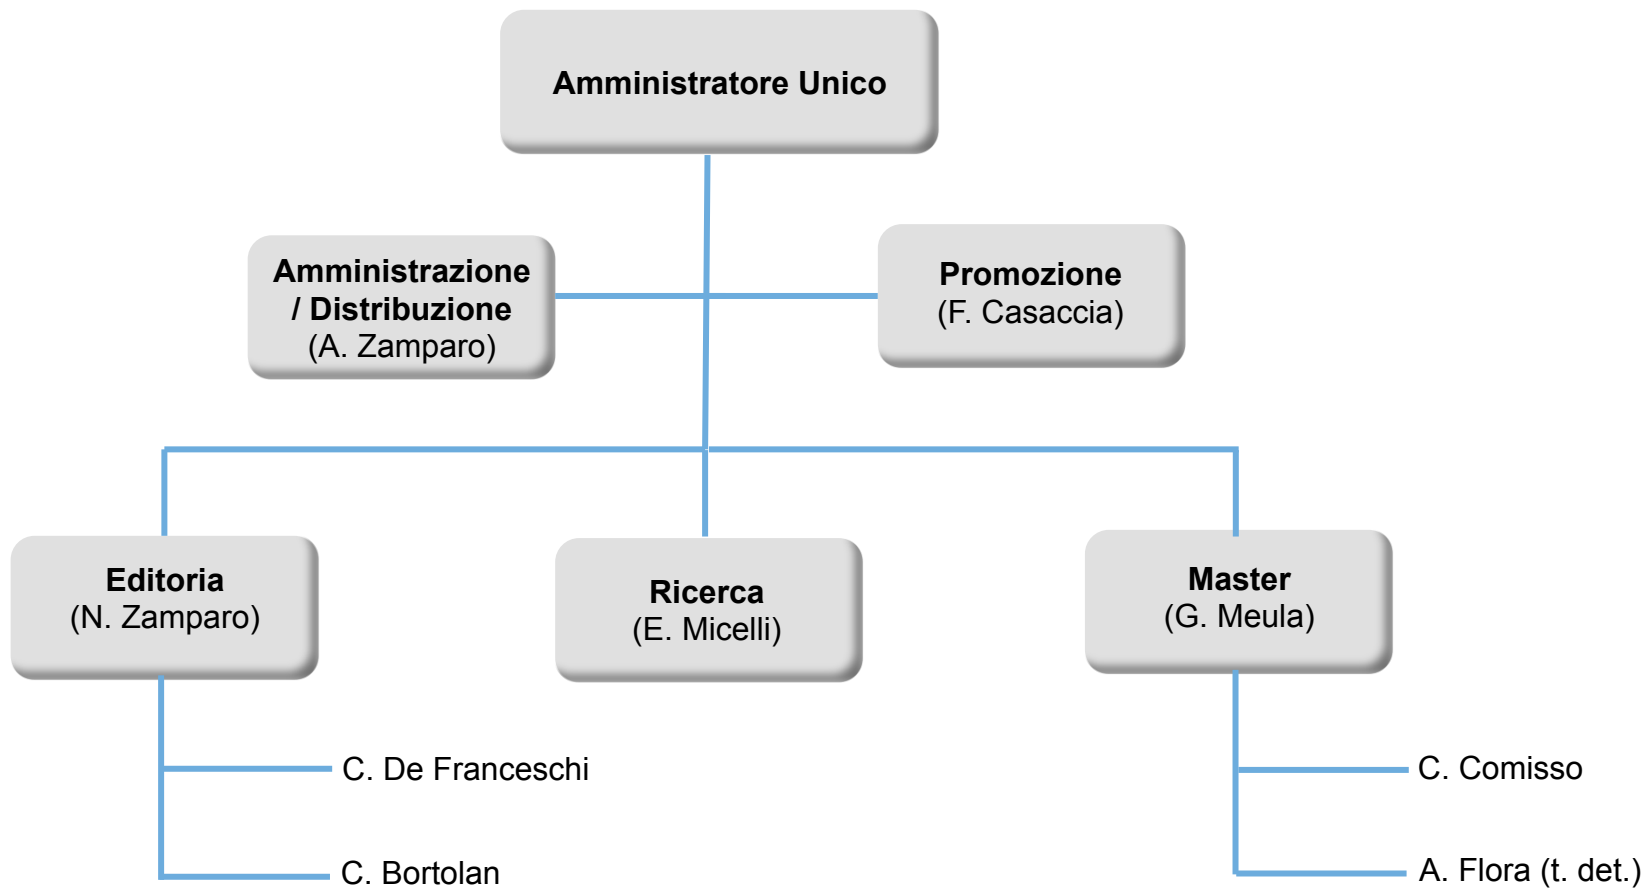 Amministratore Unico
Amministrazione
/ Distribuzione
(A. Zamparo)
Promozione
(F. Casaccia)
Editoria
(N. Zamparo)
Ricerca
(E. Micelli)
Master
(G. Meula)
C. De Franceschi
C. Bortolan
C. Comisso
A. Flora (t. det.)